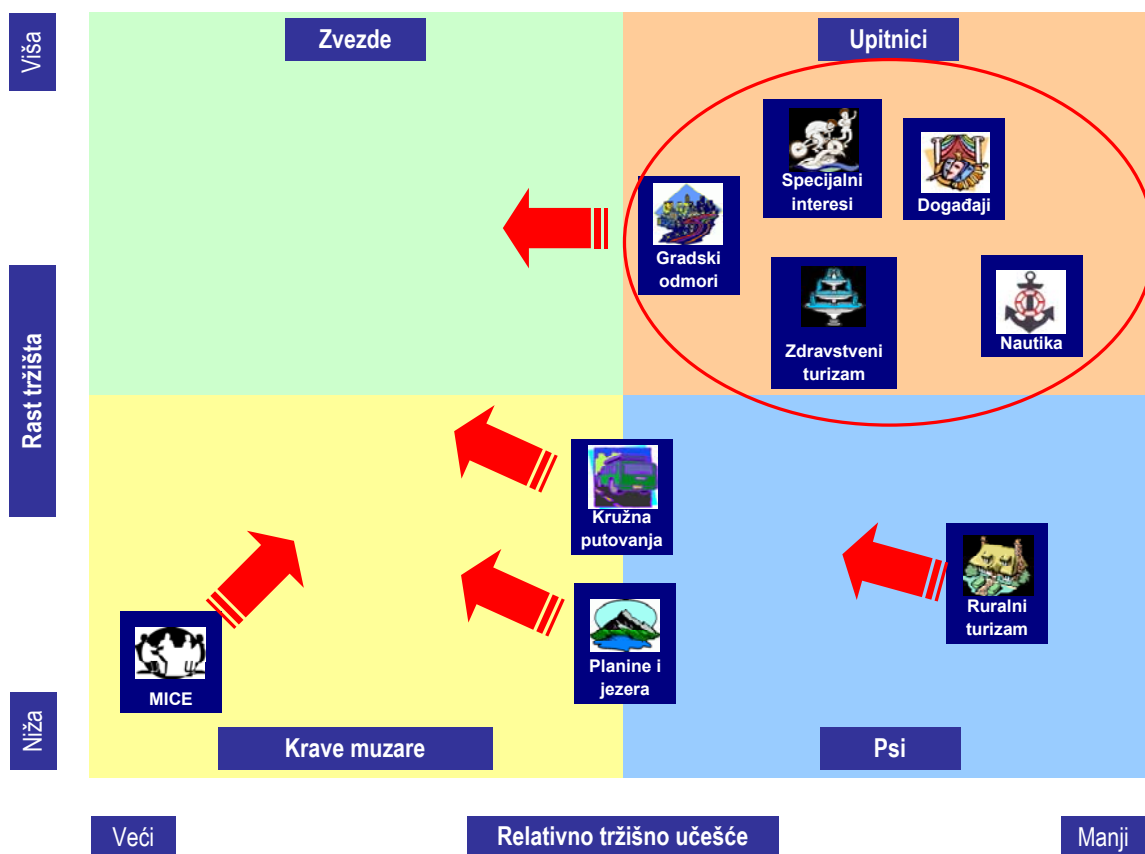 Viša
Zvezde
Upitnici
Specijalni
interesi
Događaji
Gradski
odmori
Zdravstveni
turizam
Nautika
Rast tržišta
Kružna
putovanja
Ruralni
turizam
MICE
Planine i
jezera
Niža
Krave muzare
Psi
Veći
Relativno tržišno učešće
Manji